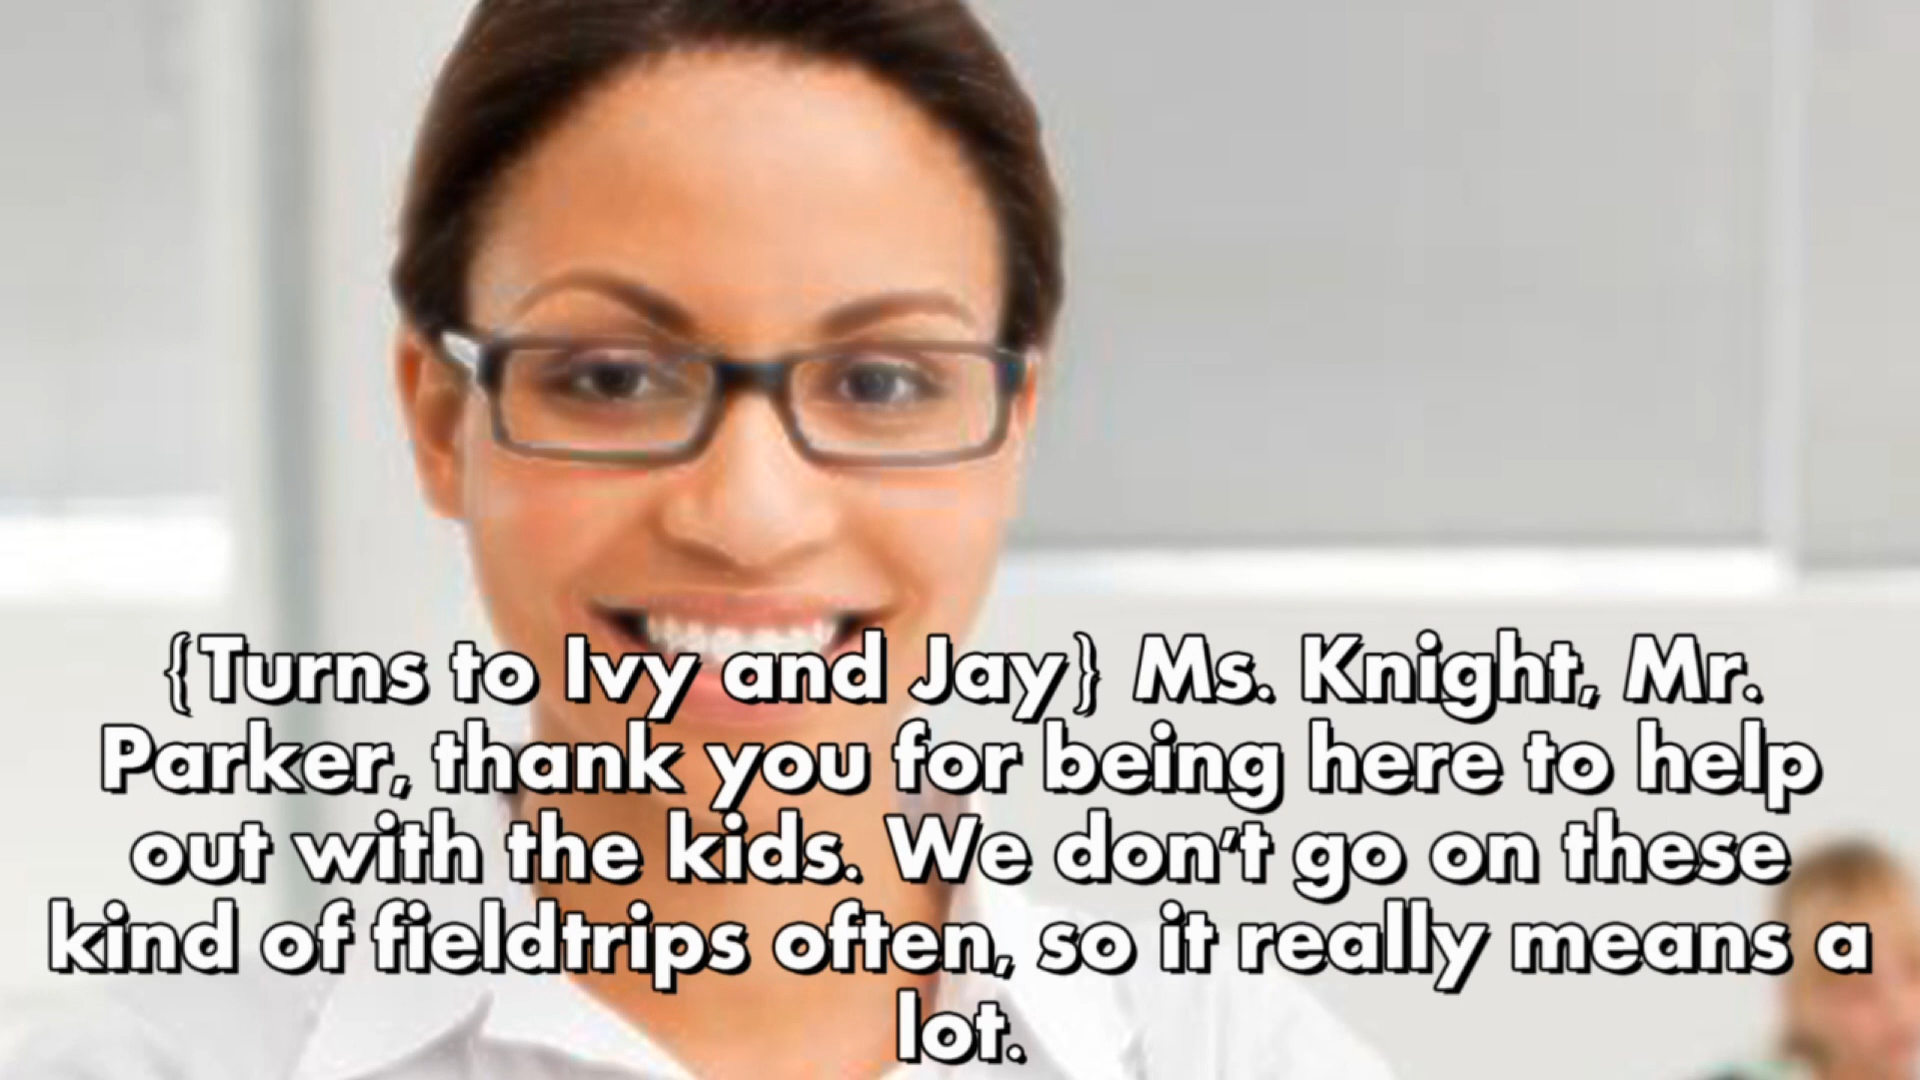 {Turns to Ivy and Jay} Ms. Knight, Mr.
Parker, thank you for being here to help
out with the kids. We don't go on these
kind of fieldtrips often, so it really means a
lot.